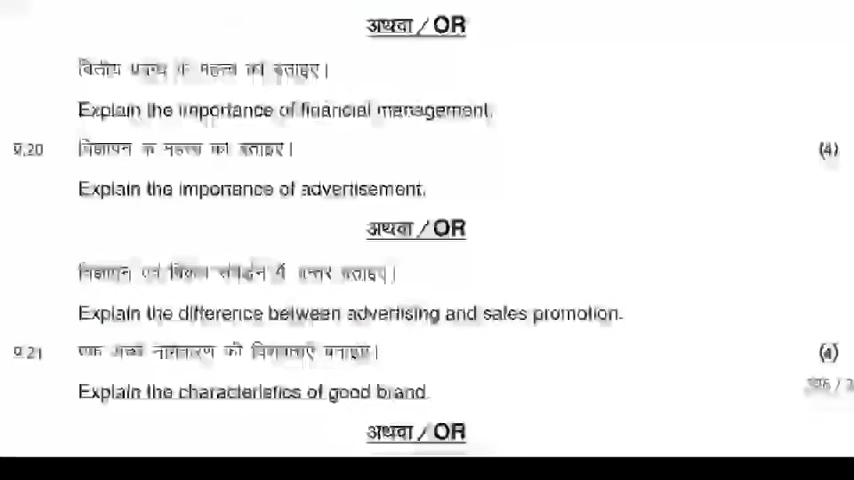 अथवा / OR
वित्तीय प्रबन्ध के महत्त्व को बताइए।
Explain the importance of financial management.
प्र.20 विज्ञापन के महत्त्व को बताइए। (4)
Explain the importance of advertisement.
अथवा / OR
विज्ञापन एवं विक्रय संवर्द्धन में अन्तर बताइए।
Explain the difference between advertising and sales promotion.
प्र.21 एक अच्छे नामकरण की विशेषताएँ बताइए। (4)
Explain the characteristics of good brand.
अथवा / OR